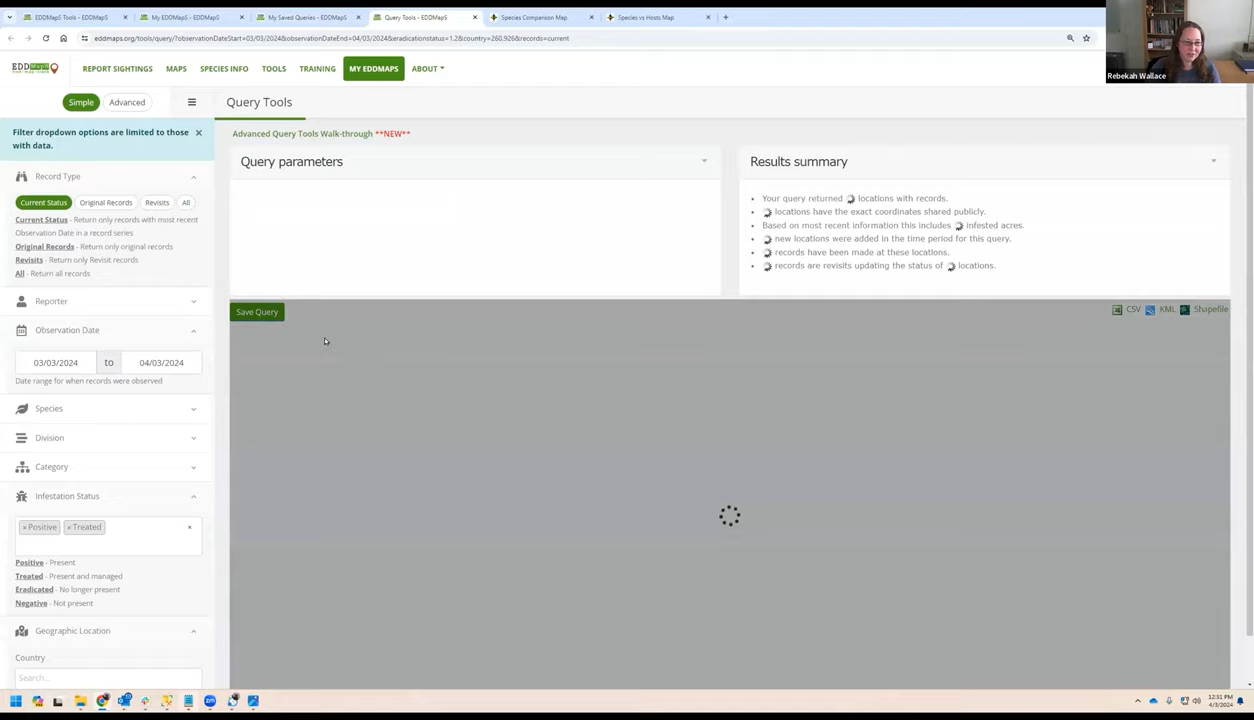 EDDMapS Tools - EDDMapS
My EDDMapS - EDDMapS
My Saved Queries - EDDMapS
Query Tools - EDDMapS
Species Comparison Map
Species vs Hosts Map
eddmaps.org/tools/query/?observationDateStart=03/03/2024&observationDateEnd=04/03/2024&eradicationstatus=1,2&country=260,926&records=current
Rebekah Wallace
REPORT SIGHTINGS
MAPS
SPECIES INFO
TOOLS
TRAINING
MY EDDMAPS
ABOUT
Simple
Advanced
Query Tools
Filter dropdown options are limited to those
with data.
Advanced Query Tools Walk-through **NEW**
Record Type
Current Status
Original Records
Revisits
All
Current Status - Return only records with most recent
Observation Date in a record series
Original Records - Return only original records
Revisits - Return only Revisit records
All - Return all records
Reporter
Observation Date
03/03/2024 to 04/03/2024
Date range for when records were observed
Species
Division
Category
Infestation Status
× Positive × Treated ×
Positive - Present
Treated - Present and managed
Eradicated - No longer present
Negative - Not present
Geographic Location
Country
Search...
Query parameters
Results summary
Your query returned locations with records.
locations have the exact coordinates shared publicly.
Based on most recent information this includes infested acres.
new locations were added in the time period for this query.
records have been made at these locations.
records are revisits updating the status of locations.
Save Query
CSV
KML
Shapefile
12:31 PM
4/3/2024